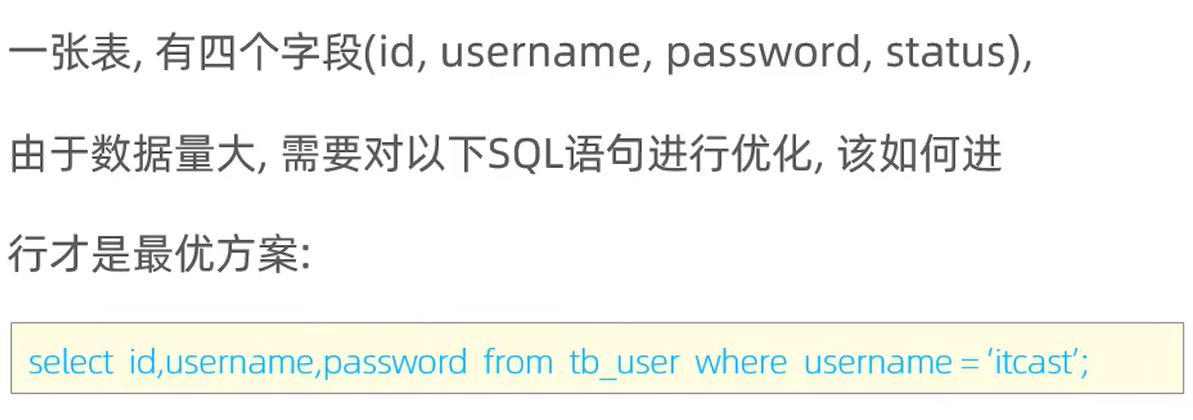 一张表, 有四个字段(id, username, password, status),
由于数据量大, 需要对以下SQL语句进行优化, 该如何进
行才是最优方案:
select id,username,password from tb_user where username = ‘itcast’;